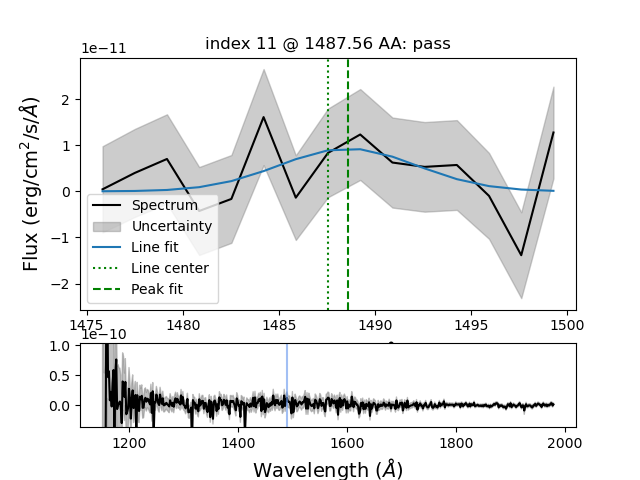 index 11 @ 1487.56 AA: pass
1e−11
Flux (erg/cm²/s/Å)
2
1
0
−1
−2
Spectrum
Uncertainty
Line fit
Line center
Peak fit
1475 1480 1485 1490 1495 1500
1e−10
1.0
0.5
0.0
1200 1400 1600 1800 2000
Wavelength (Å)